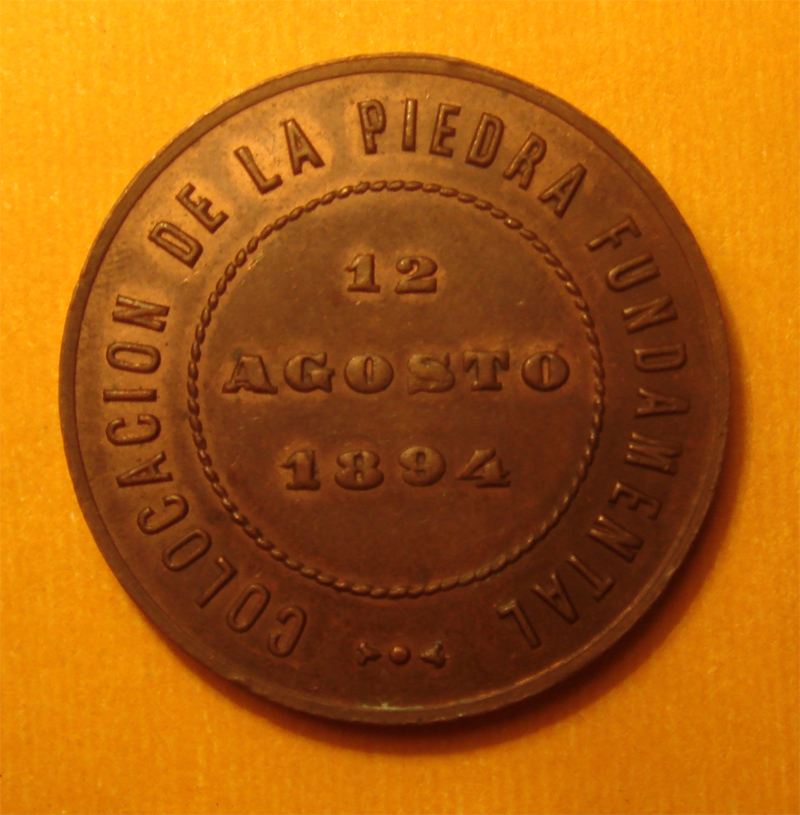 COLOCACION DE LA PIEDRA FUNDAMENTAL
12
AGOSTO
1894